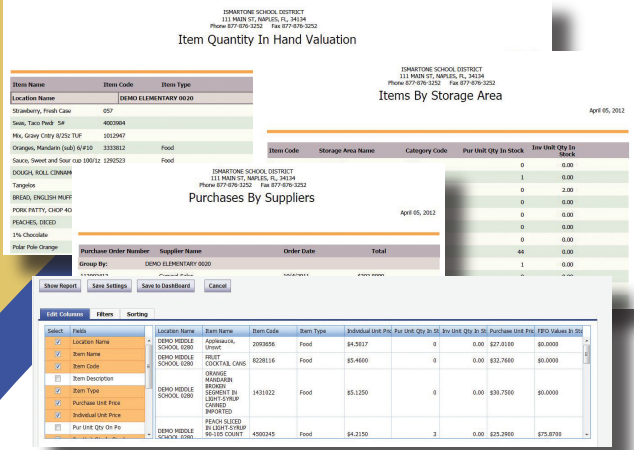 ISMARTONE SCHOOL DISTRICT
111 MAIN ST, NAPLES, FL, 34134
Phone 877-876-3252 Fax 877-876-3252
Item Quantity In Hand Valuation
Item Name Item Code Item Type
Location Name DEMO ELEMENTARY 0020
Strawberry, Fresh Case 057
Seas, Taco Pwdr 5# 4003984
Mix, Gravy Cntry 8/25z TUF 1012947
Oranges, Mandarin (sub) 6/#10 3333812 Food
Sauce, Sweet and Sour cup 100/1z 1292523 Food
DOUGH, ROLL CINNAM
Tangelos
BREAD, ENGLISH MUFF
PORK PATTY, CHOP 4O
PEACHES, DICED
1% Chocolate
Polar Pole Orange
ISMARTONE SCHOOL DISTRICT
111 MAIN ST, NAPLES, FL, 34134
Phone 877-876-3252 Fax 877-876-3252
Items By Storage Area
April 05, 2012
Item Code Storage Area Name Category Code Pur Unit Qty In Stock Inv Unit Qty In
Stock
0 0.00
1 0.00
0 2.00
0 0.00
0 0.00
0 0.00
0 0.00
44 0.00
1 0.00
ISMARTONE SCHOOL DISTRICT
111 MAIN ST, NAPLES, FL, 34134
Phone 877-876-3252 Fax 877-876-3252
Purchases By Suppliers
April 05, 2012
Purchase Order Number Supplier Name Order Date Total
Group By: DEMO ELEMENTARY 0020
Show Report Save Settings Save to DashBoard Cancel
Edit Columns Filters Sorting
Select Fields
Location Name
Item Name
Item Code
Item Description
Item Type
Purchase Unit Price
Individual Unit Price
Pur Unit Qty On Po
Location Name Item Name Item Code Item Type Individual Unit Pric Pur Unit Qty In St Inv Unit Qty In St Purchase Unit Pric FIFO Values In Sto
DEMO MIDDLE
SCHOOL 0280 Applesauce,
Unswt 2093656 Food $4.5017 0 0.00 $27.0100 $0.0000
DEMO MIDDLE
SCHOOL 0280 FRUIT
COCKTAIL CANS 8228116 Food $5.4600 0 0.00 $32.7600 $0.0000
DEMO MIDDLE
SCHOOL 0280 ORANGE
MANDARIN
BROKEN
SEGMENT IN
LIGHT-SYRUP
CANNED
IMPORTED 1431022 Food $5.1250 0 0.00 $30.7500 $0.0000
DEMO MIDDLE
SCHOOL 0280 PEACH SLICED
IN LIGHT-SYRUP
90-105 COUNT 4500245 Food $4.2150 3 0.00 $25.2900 $75.8700